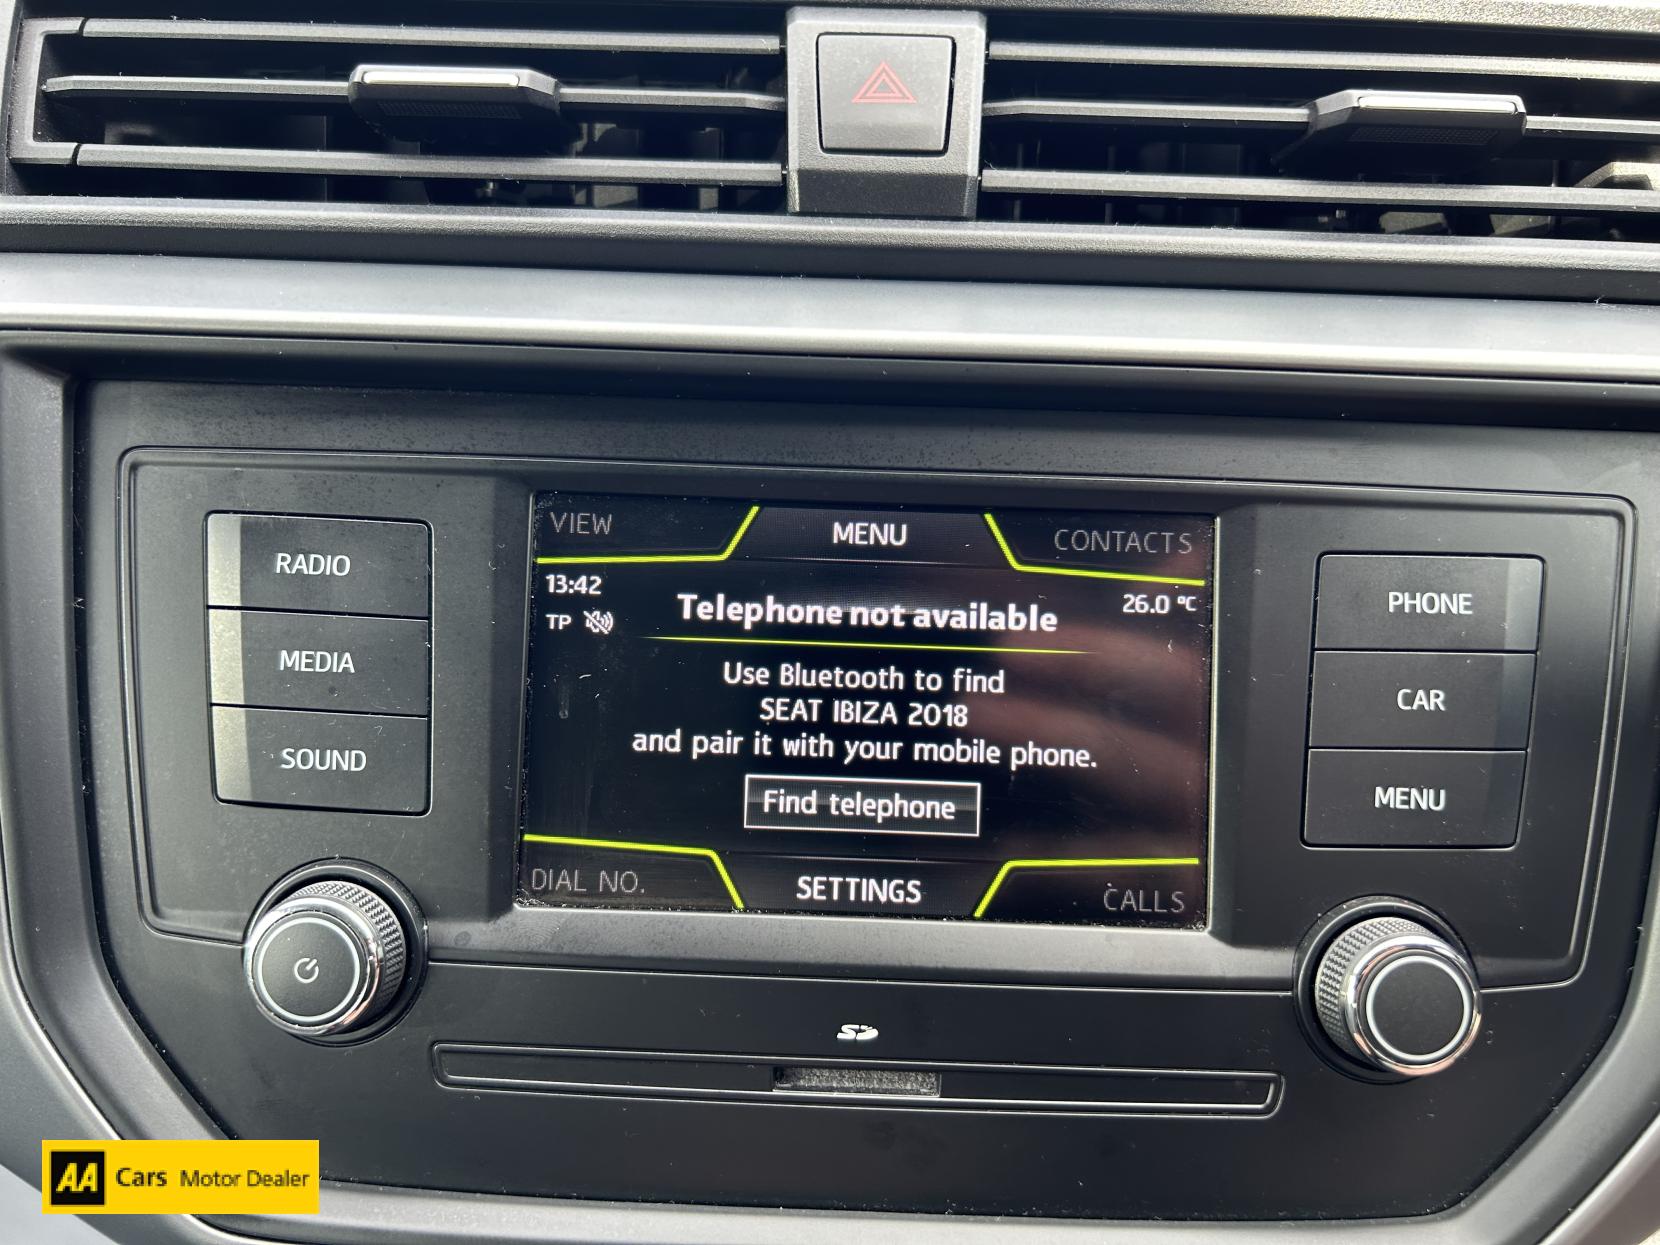 RADIO
MEDIA
SOUND
VIEW
MENU
CONTACTS
13:42
26.0 °C
TP
Telephone not available
Use Bluetooth to find
SEAT IBIZA 2018
and pair it with your mobile phone.
Find telephone
DIAL NO.
SETTINGS
CALLS
PHONE
CAR
MENU
SD
AA Cars Motor Dealer